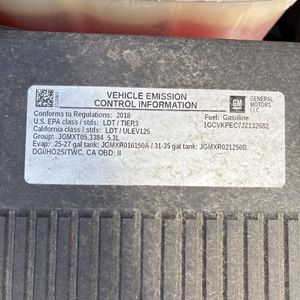 VEHICLE EMISSION
CONTROL INFORMATION
GM
GENERAL
MOTORS
LLC
Conforms to Regulations: 2018
Fuel: Gasoline
U.S. EPA class / stds: LDT / TIER3
1GCVKPEC7JZ132682
California class / stds: LDT / ULEV125
Group: JGMXT05.3384 5.3L
Evap: 25-27 gal tank: JGMXR016150A / 31-35 gal tank: JGMXR021250B
DGI/HO2S/TWC, CA OBD: II